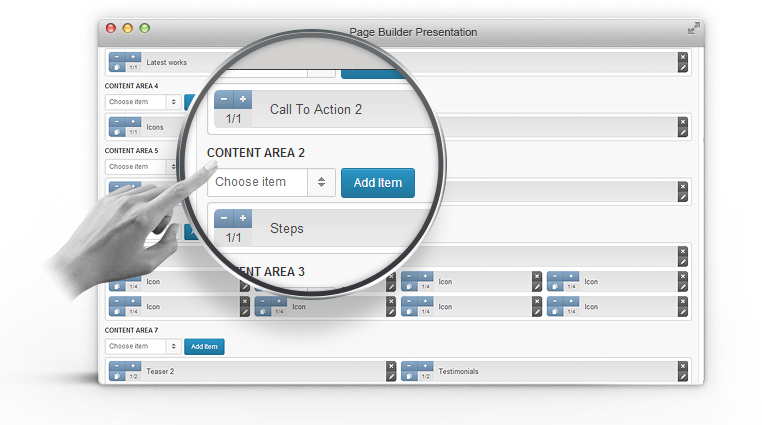 Page Builder Presentation
1/1 Latest works
CONTENT AREA 4
Choose item
1/1 Icons
CONTENT AREA 5
Choose item
1/1 Call To Action 2
CONTENT AREA 2
Choose item Add Item
1/1 Steps
CONTENT AREA 3
1/4 Icon 1/4 Icon 1/4 Icon
1/4 Icon 1/4 Icon 1/4 Icon 1/4 Icon
CONTENT AREA 7
Choose item Add Item
1/2 Teaser 2 1/2 Testimonials